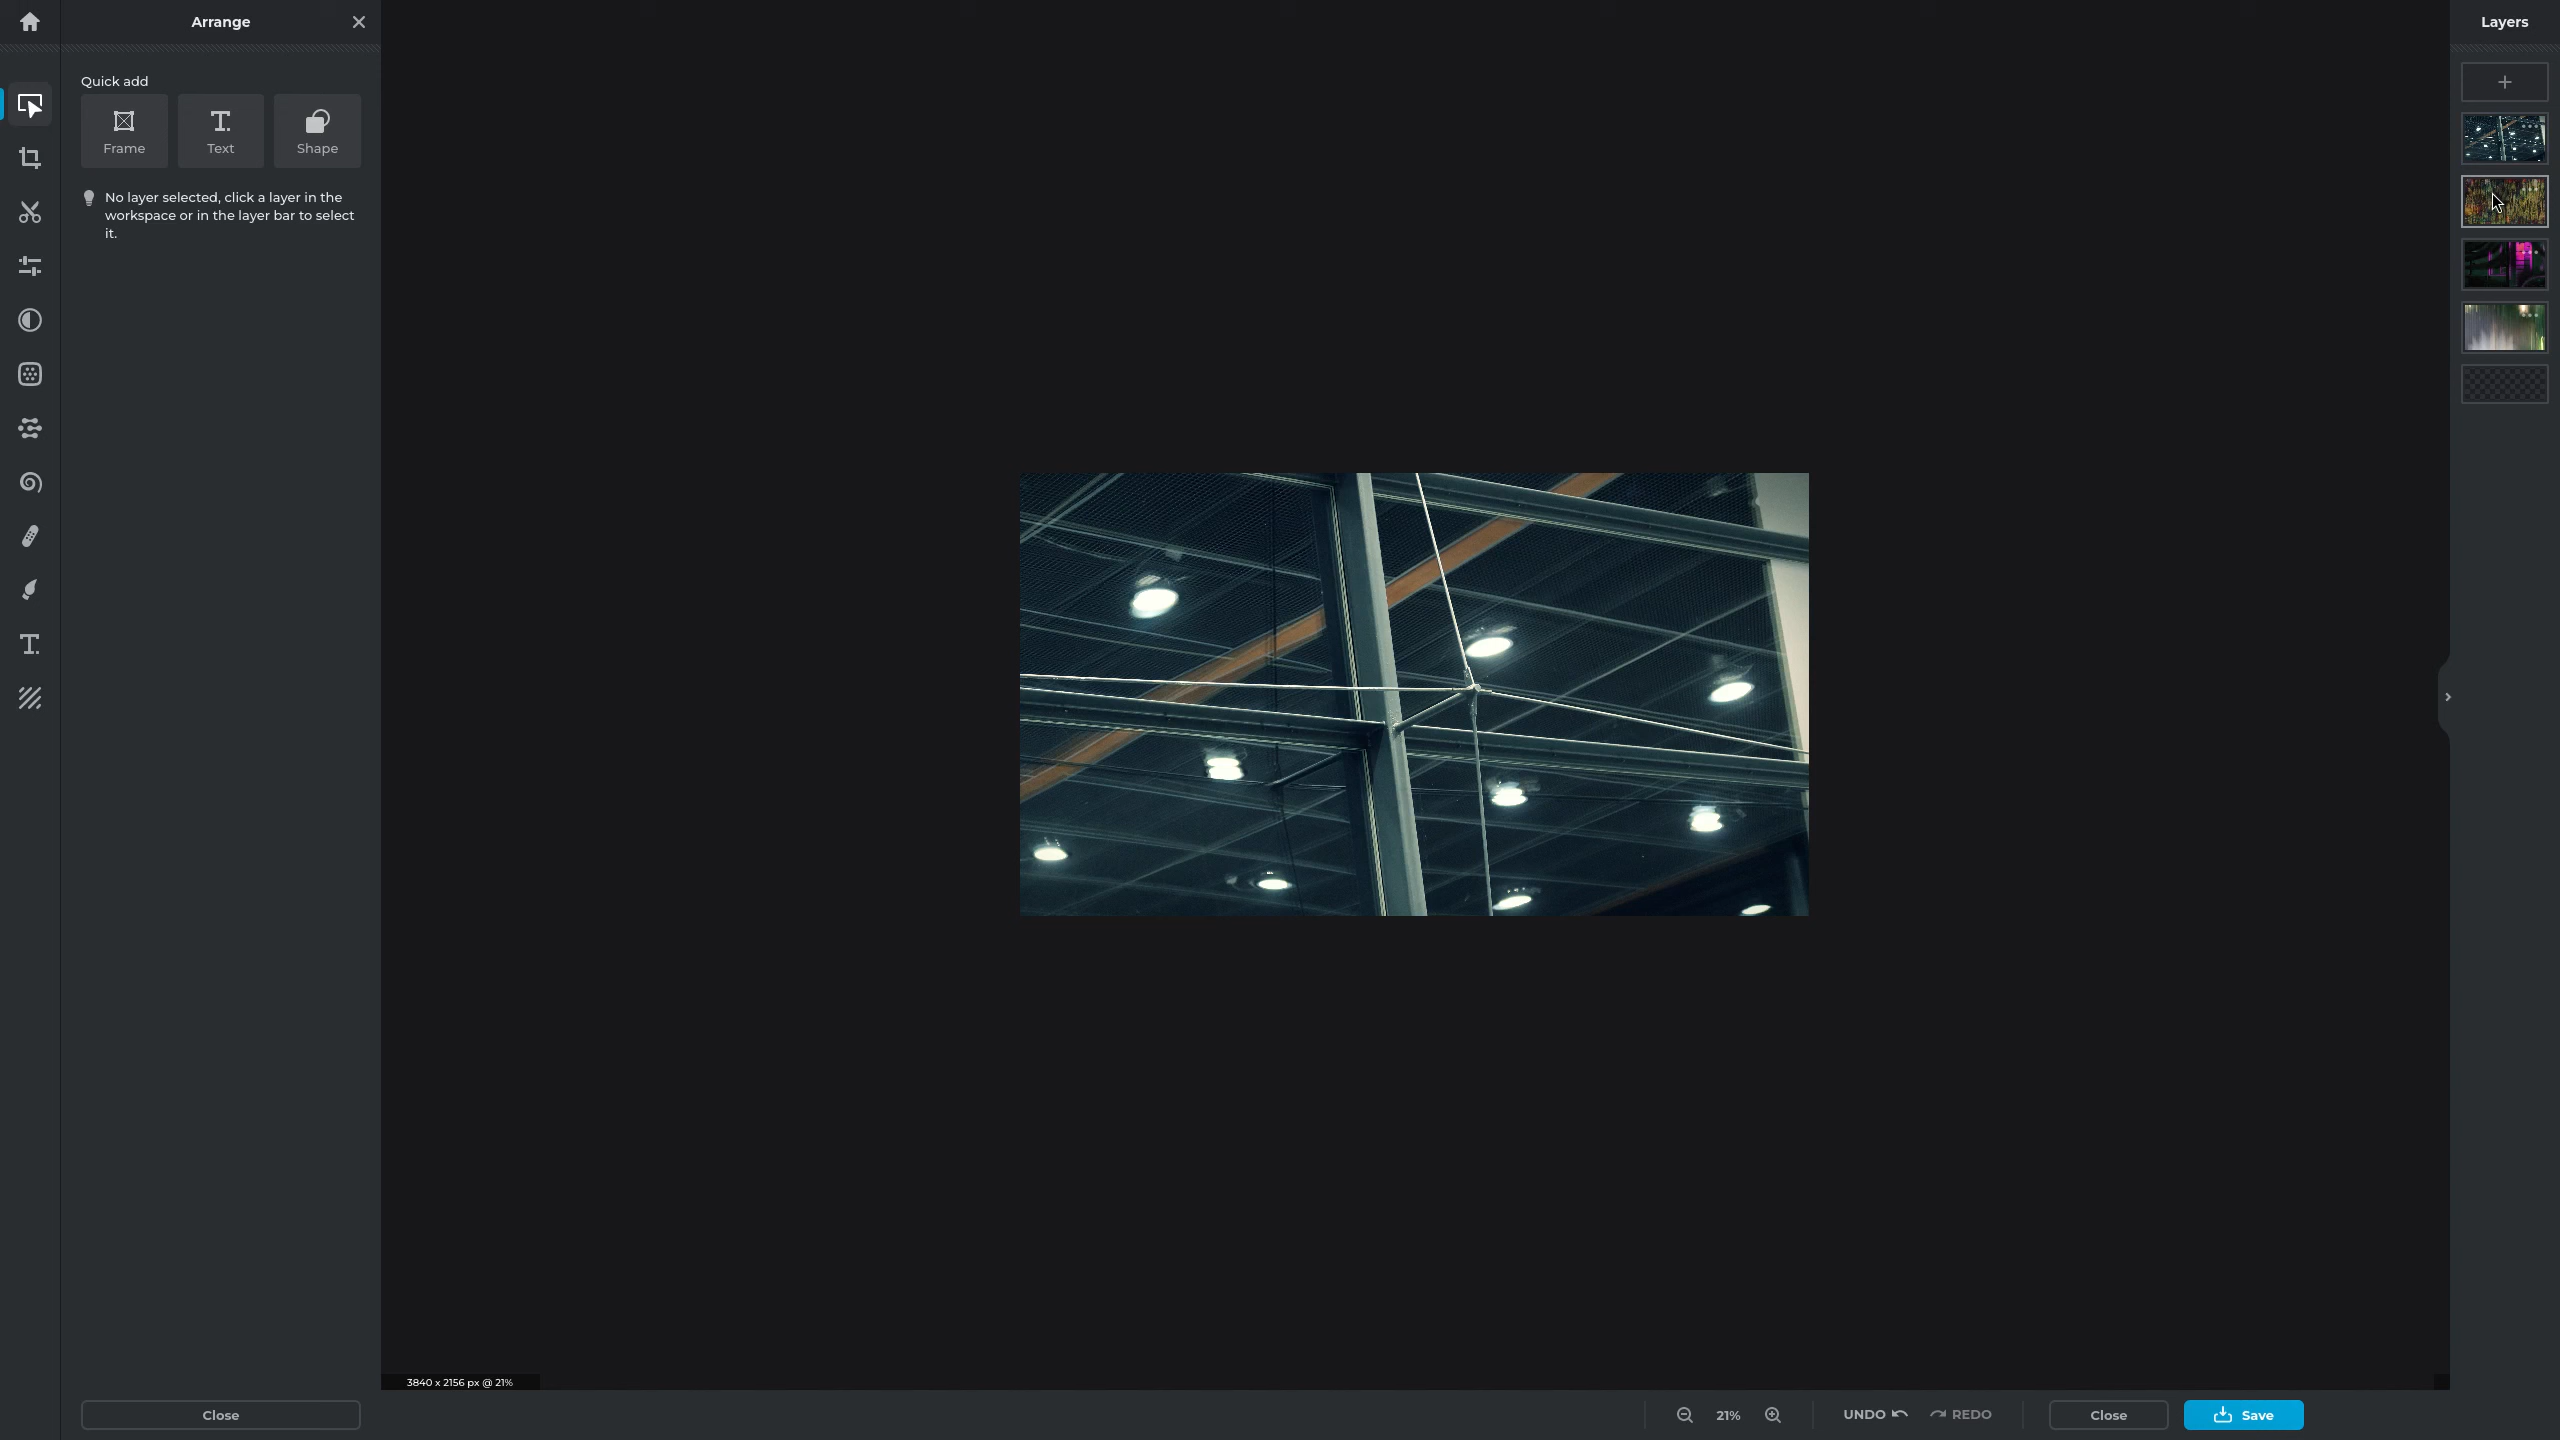 Arrange
Layers
Quick add
Frame
Text
Shape
No layer selected, click a layer in the
workspace or in the layer bar to select
it.
3840 x 2156 px @ 21%
Close
21%
UNDO
REDO
Close
Save